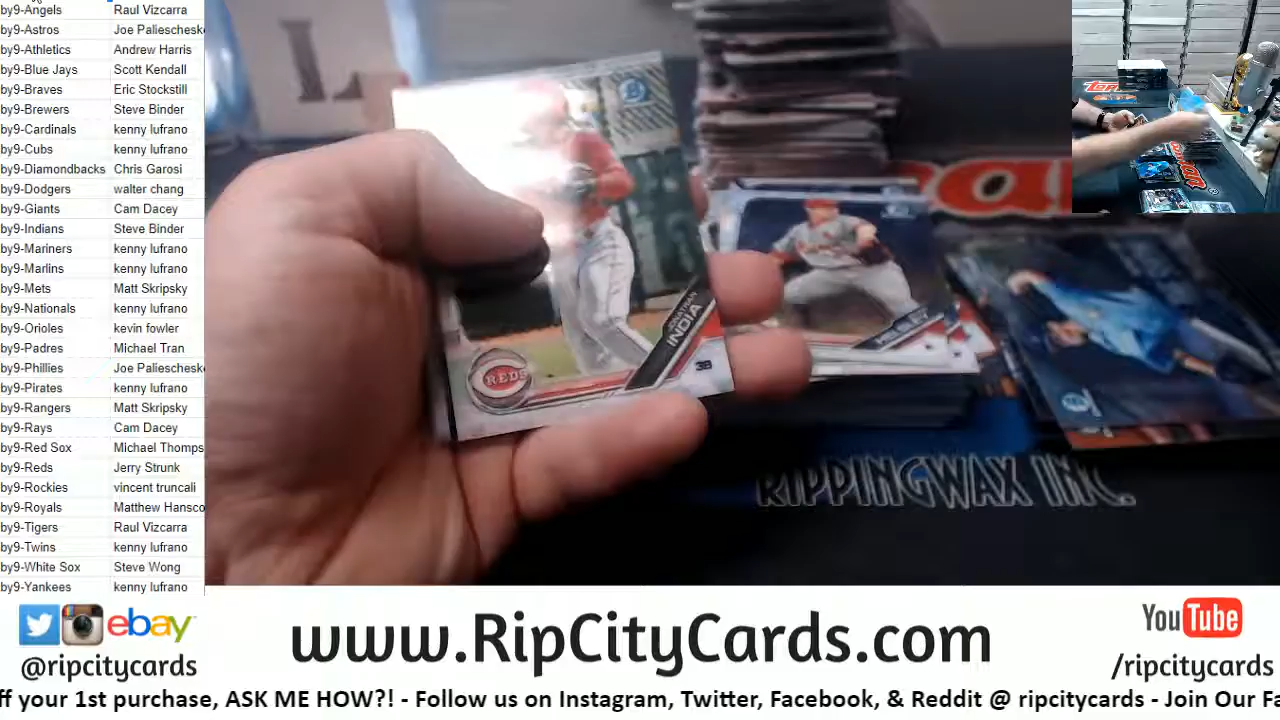 by9-Angels Raul Vizcarra
by9-Astros Joe Paliescheske
by9-Athletics Andrew Harris
by9-Blue Jays Scott Kendall
by9-Braves Eric Stockstill
by9-Brewers Steve Binder
by9-Cardinals kenny lufrano
by9-Cubs kenny lufrano
by9-Diamondbacks Chris Garosi
by9-Dodgers walter chang
by9-Giants Cam Dacey
by9-Indians Steve Binder
by9-Mariners kenny lufrano
by9-Marlins kenny lufrano
by9-Mets Matt Skripsky
by9-Nationals kenny lufrano
by9-Orioles kevin fowler
by9-Padres Michael Tran
by9-Phillies Joe Paliescheske
by9-Pirates kenny lufrano
by9-Rangers Matt Skripsky
by9-Rays Cam Dacey
by9-Red Sox Michael Thomps
by9-Reds Jerry Strunk
by9-Rockies vincent truncali
by9-Royals Matthew Hansco
by9-Tigers Raul Vizcarra
by9-Twins kenny lufrano
by9-White Sox Steve Wong
by9-Yankees kenny lufrano
TOPPS
JONATHAN
INDIA
REDS
3B
RIPPINGWAX INC.
ebay
@ripcitycards
www.RipCityCards.com
YouTube
/ripcitycards
ff your 1st purchase, ASK ME HOW?! - Follow us on Instagram, Twitter, Facebook, & Reddit @ ripcitycards - Join Our Fa